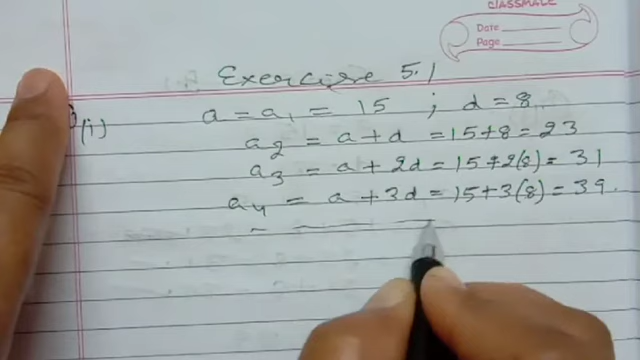 CLASSMATE
Date
Page
Exercise 5.1
(i) a = a₁ = 15 ; d = 8
a₂ = a + d = 15 + 8 = 23
a₃ = a + 2d = 15 + 2(8) = 31
a₄ = a + 3d = 15 + 3(8) = 39.